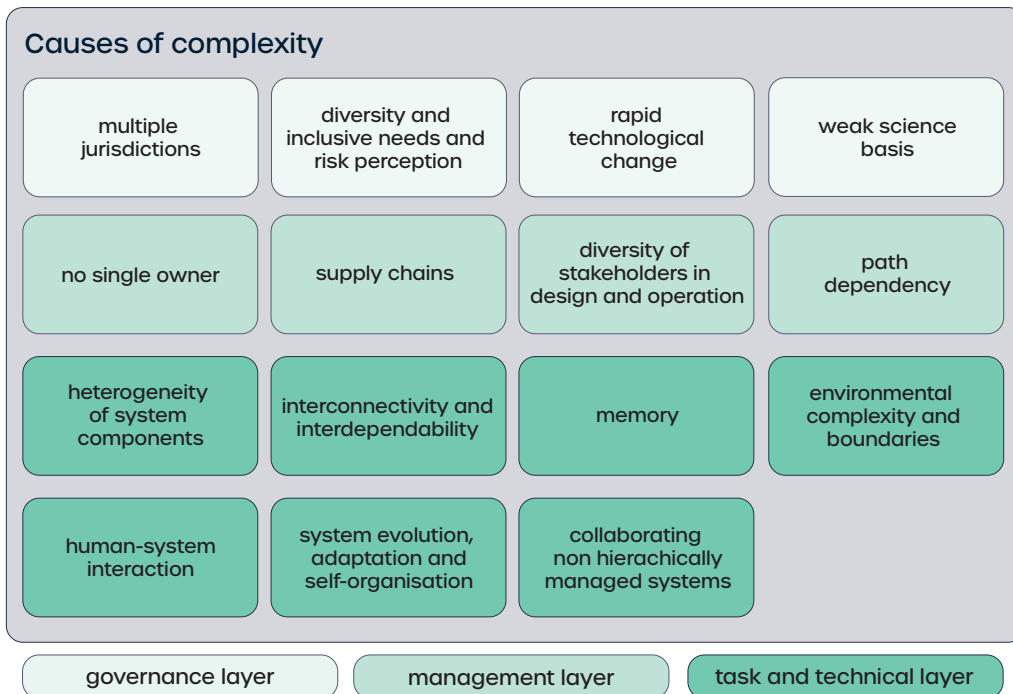 Causes of complexity
multiple
jurisdictions
diversity and
inclusive needs and
risk perception
rapid
technological
change
weak science
basis
no single owner
supply chains
diversity of
stakeholders in
design and operation
path
dependency
heterogeneity
of system
components
interconnectivity and
interdependability
memory
environmental
complexity and
boundaries
human-system
interaction
system evolution,
adaptation and
self-organisation
collaborating
non hierachically
managed systems
governance layer
management layer
task and technical layer